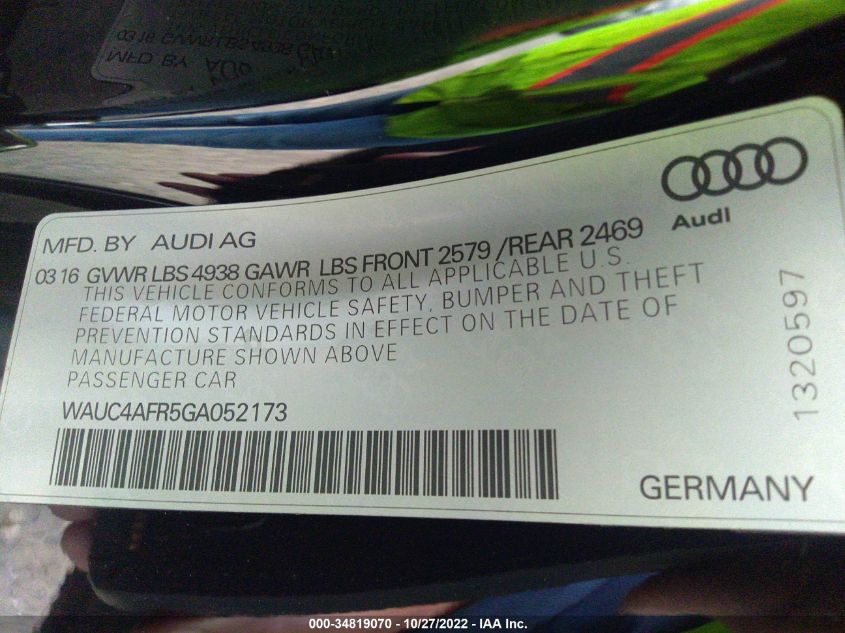 Audi
MFD. BY AUDI AG
03 16 GVWR LBS 4938 GAWR LBS FRONT 2579 /REAR 2469
THIS VEHICLE CONFORMS TO ALL APPLICABLE U.S.
FEDERAL MOTOR VEHICLE SAFETY, BUMPER AND THEFT
PREVENTION STANDARDS IN EFFECT ON THE DATE OF
MANUFACTURE SHOWN ABOVE
PASSENGER CAR
WAUC4AFR5GA052173
1320597
GERMANY
000-34819070 - 10/27/2022 - IAA Inc.